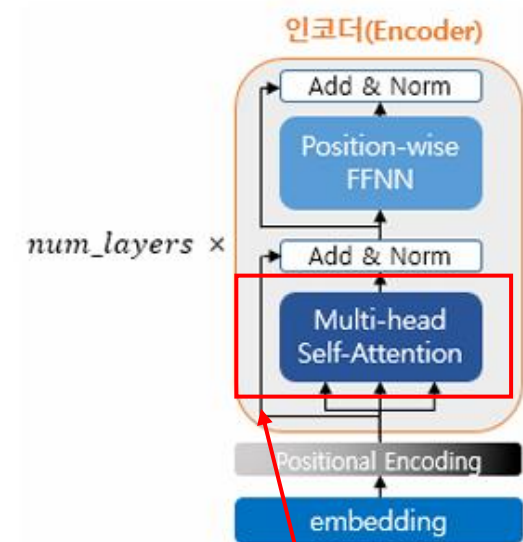 인코더(Encoder)
Add & Norm
Position-wise
FFNN
num_layers ×
Add & Norm
Multi-head
Self-Attention
Positional Encoding
embedding